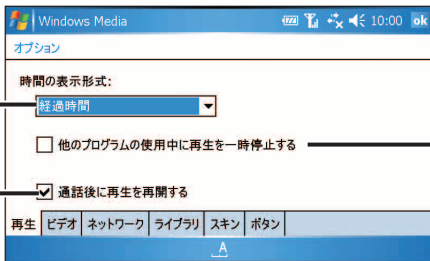 Windows Media 10:00 ok
オプション
時間の表示形式:
経過時間
他のプログラムの使用中に再生を一時停止する
通話後に再生を再開する
再生 ビデオ ネットワーク ライブラリ スキン ボタン
A